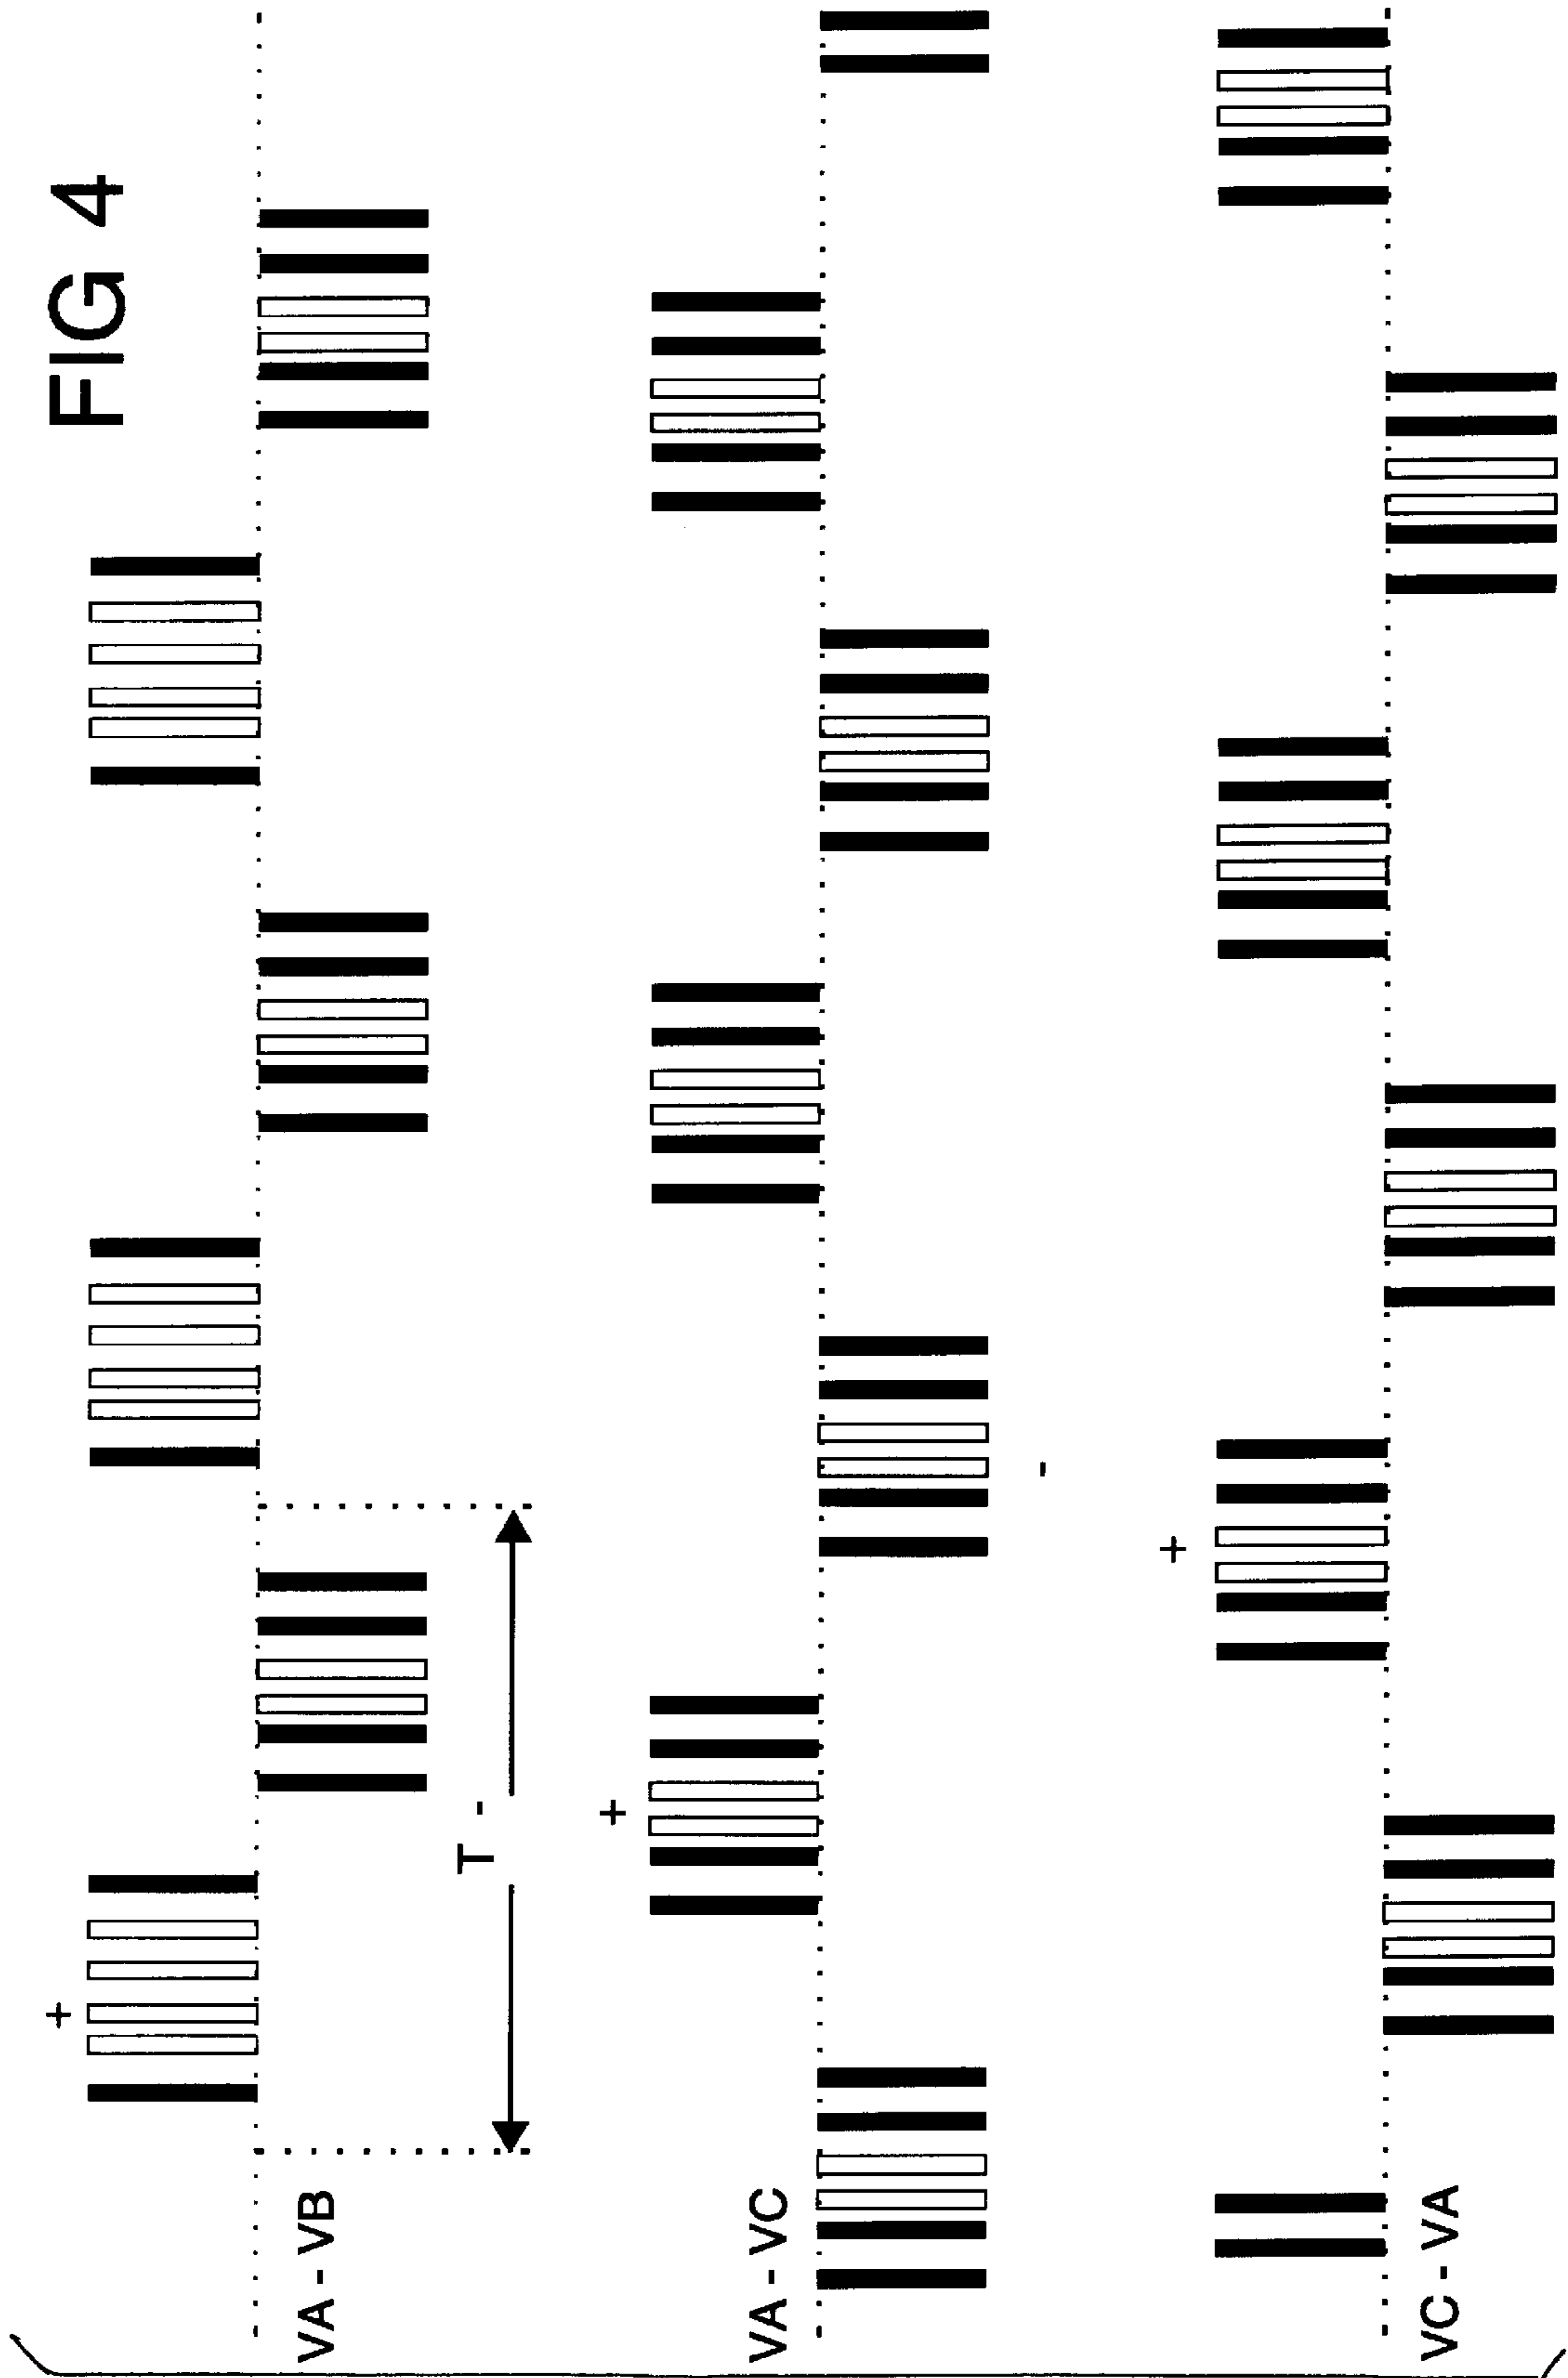 FIG 4
+
VA - VB
T -
+
-
VA - VC
+
VC - VA